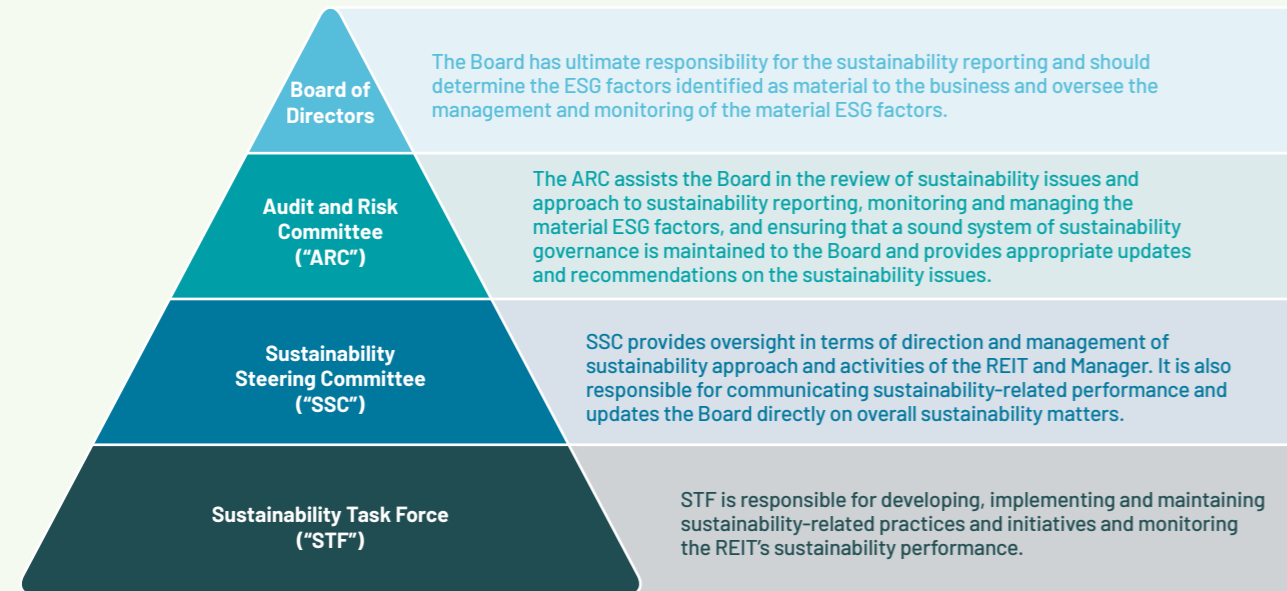 Board of
Directors
The Board has ultimate responsibility for the sustainability reporting and should
determine the ESG factors identified as material to the business and oversee the
management and monitoring of the material ESG factors.
Audit and Risk
Committee
(“ARC”)
The ARC assists the Board in the review of sustainability issues and
approach to sustainability reporting, monitoring and managing the
material ESG factors, and ensuring that a sound system of sustainability
governance is maintained to the Board and provides appropriate updates
and recommendations on the sustainability issues.
Sustainability
Steering Committee
(“SSC”)
SSC provides oversight in terms of direction and management of
sustainability approach and activities of the REIT and Manager. It is also
responsible for communicating sustainability-related performance and
updates the Board directly on overall sustainability matters.
Sustainability Task Force
(“STF”)
STF is responsible for developing, implementing and maintaining
sustainability-related practices and initiatives and monitoring
the REIT’s sustainability performance.